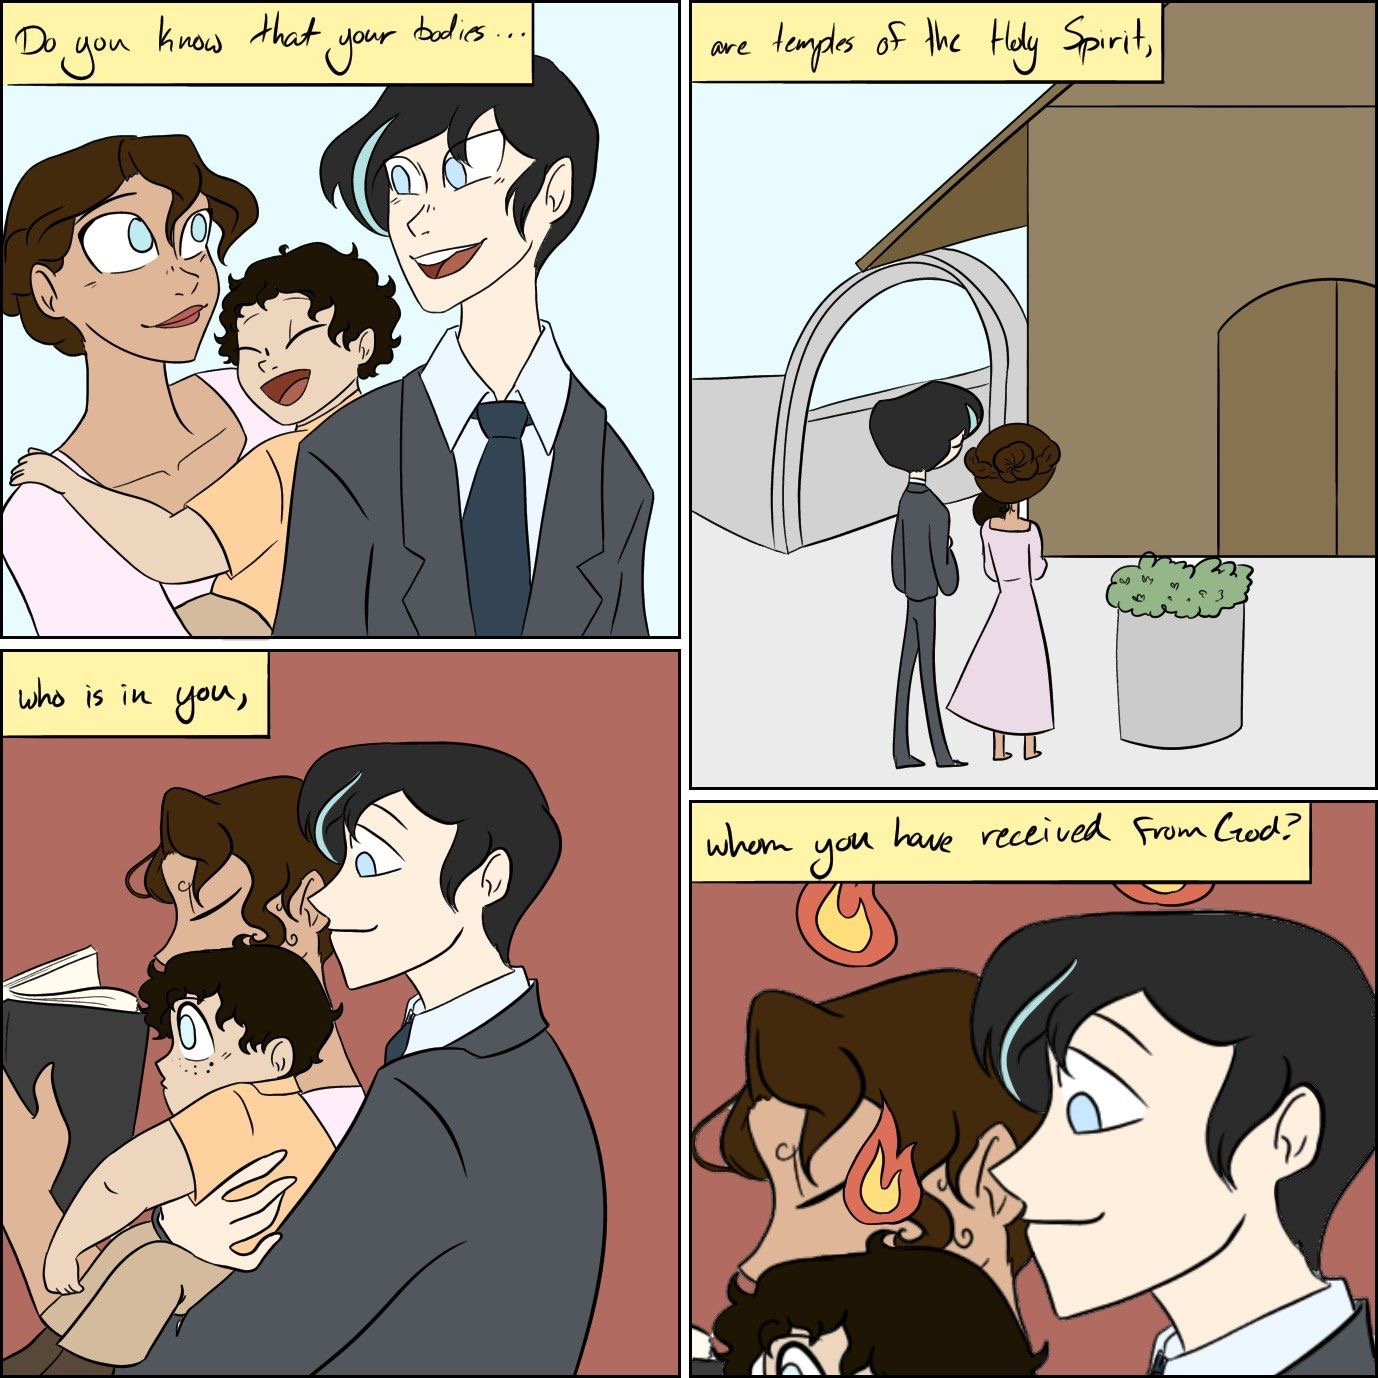 Do you know that your bodies...
are temples of the Holy Spirit,
who is in you,
whom you have received from God?